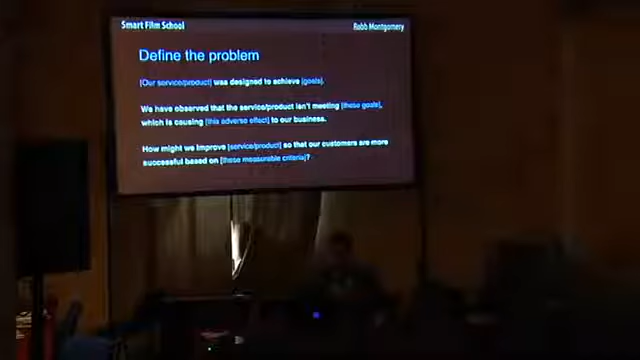 Smart Film School
Robb Montgomery
Define the problem
[Our service/product] was designed to achieve [goals].
We have observed that the service/product isn't meeting [these goals],
which is causing [this adverse effect] to our business.
How might we improve [service/product] so that our customers are more
successful based on [these measurable criteria]?